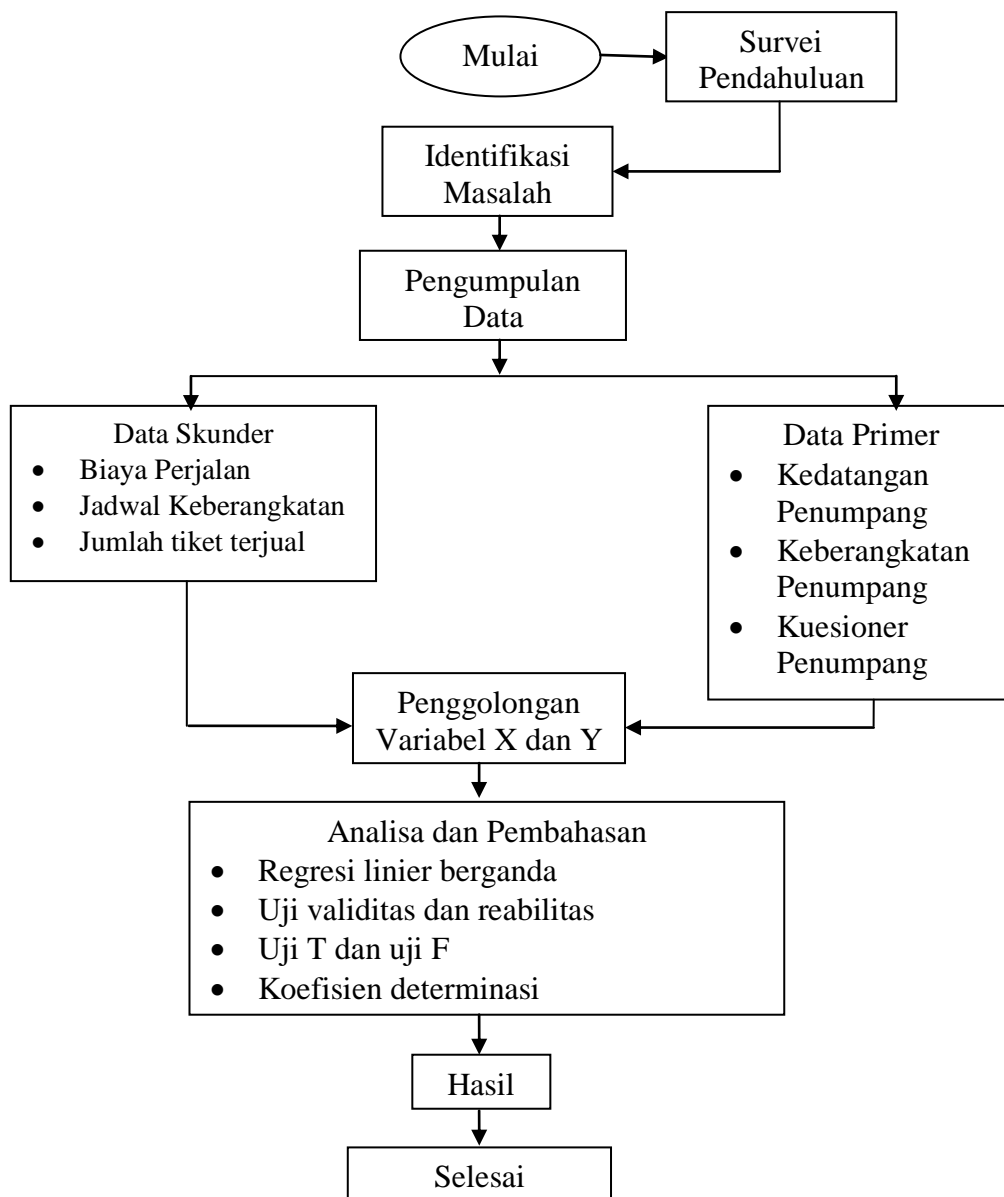 Mulai
Survei
Pendahuluan
Identifikasi
Masalah
Pengumpulan
Data
Data Skunder
• Biaya Perjalan
• Jadwal Keberangkatan
• Jumlah tiket terjual
Data Primer
• Kedatangan
Penumpang
• Keberangkatan
Penumpang
• Kuesioner
Penumpang
Penggolongan
Variabel X dan Y
Analisa dan Pembahasan
• Regresi linier berganda
• Uji validitas dan reabilitas
• Uji T dan uji F
• Koefisien determinasi
Hasil
Selesai